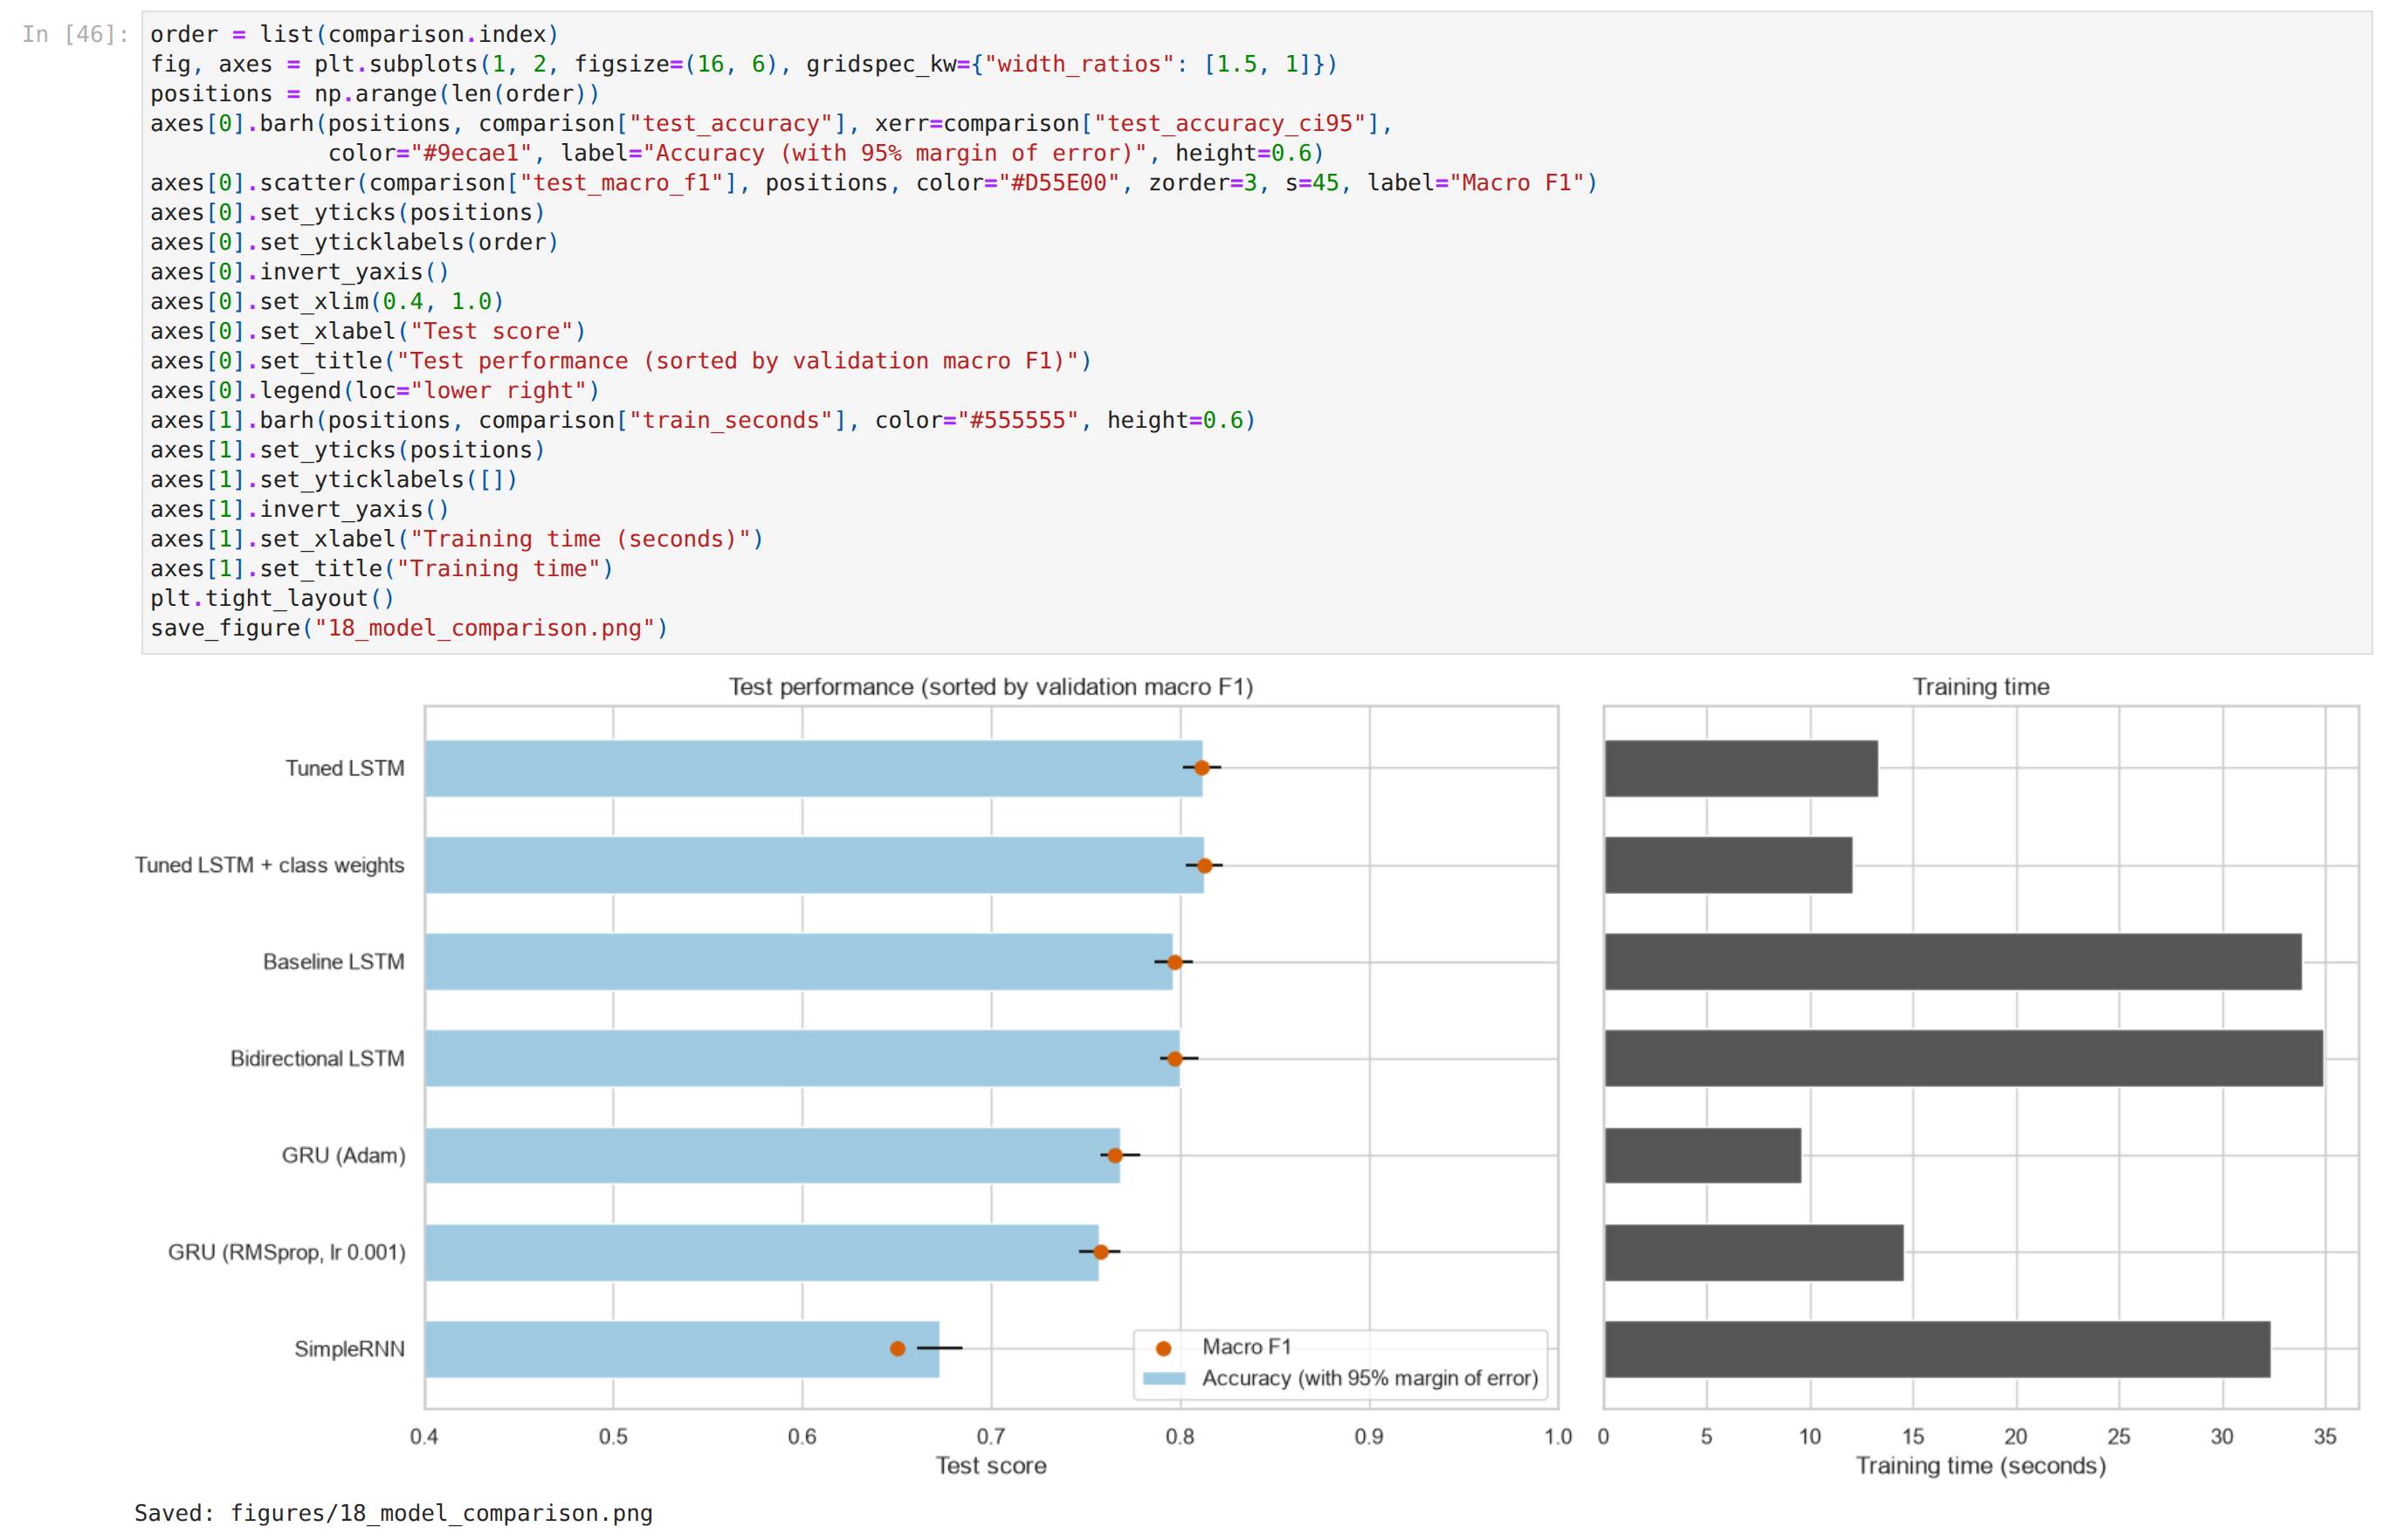 In [46]:
order = list(comparison.index)
fig, axes = plt.subplots(1, 2, figsize=(16, 6), gridspec_kw={"width_ratios": [1.5, 1]})
positions = np.arange(len(order))
axes[0].barh(positions, comparison["test_accuracy"], xerr=comparison["test_accuracy_ci95"],
             color="#9ecae1", label="Accuracy (with 95% margin of error)", height=0.6)
axes[0].scatter(comparison["test_macro_f1"], positions, color="#D55E00", zorder=3, s=45, label="Macro F1")
axes[0].set_yticks(positions)
axes[0].set_yticklabels(order)
axes[0].invert_yaxis()
axes[0].set_xlim(0.4, 1.0)
axes[0].set_xlabel("Test score")
axes[0].set_title("Test performance (sorted by validation macro F1)")
axes[0].legend(loc="lower right")
axes[1].barh(positions, comparison["train_seconds"], color="#555555", height=0.6)
axes[1].set_yticks(positions)
axes[1].set_yticklabels([])
axes[1].invert_yaxis()
axes[1].set_xlabel("Training time (seconds)")
axes[1].set_title("Training time")
plt.tight_layout()
save_figure("18_model_comparison.png")
Test performance (sorted by validation macro F1)
Tuned LSTM
Tuned LSTM + class weights
Baseline LSTM
Bidirectional LSTM
GRU (Adam)
GRU (RMSprop, lr 0.001)
SimpleRNN
Macro F1
Accuracy (with 95% margin of error)
0.4 0.5 0.6 0.7 0.8 0.9 1.0
Test score
Training time
0 5 10 15 20 25 30 35
Training time (seconds)
Saved: figures/18_model_comparison.png